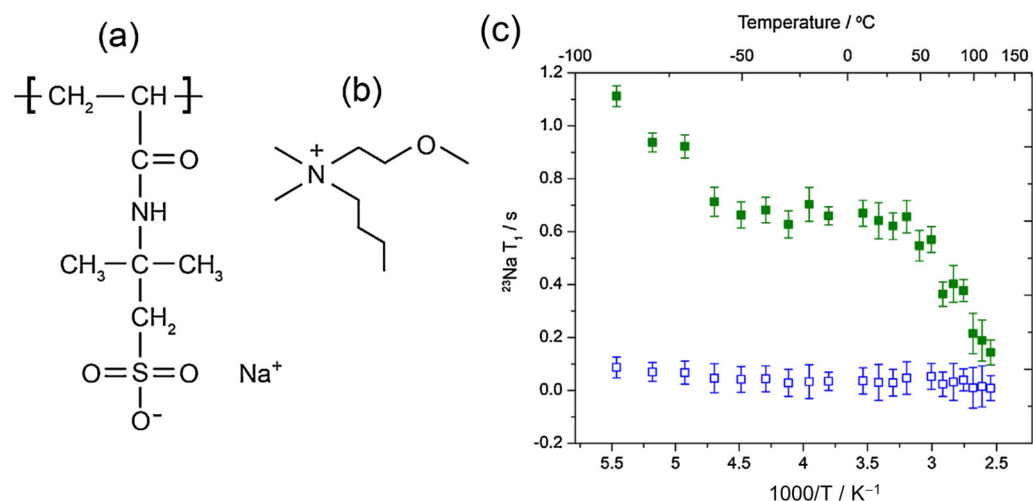 (a)
[ CH₂ — CH ]
C=O
NH
CH₃ — C — CH₃
CH₂
O=S=O Na⁺
O⁻
(b)
+
N
O
(c)
Temperature / ºC
-100 -50 0 50 100 150
²³Na T₁ / s
1.2
1.0
0.8
0.6
0.4
0.2
0.0
-0.2
5.5 5 4.5 4 3.5 3 2.5
1000/T / K⁻¹